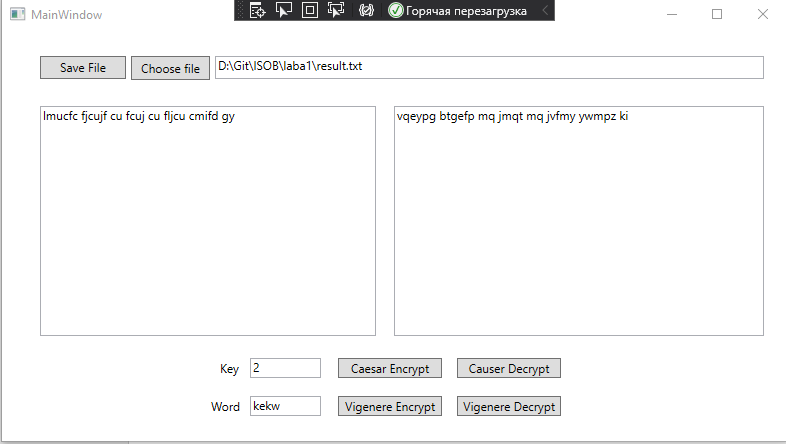 MainWindow
Горячая перезагрузка
Save File
Choose file
D:\Git\ISOB\laba1\result.txt
lmucfc fjcujf cu fcuj cu fljcu cmifd gy
vqeypg btgefp mq jmqt mq jvfmy ywmpz ki
Key
2
Caesar Encrypt
Causer Decrypt
Word
kekw
Vigenere Encrypt
Vigenere Decrypt